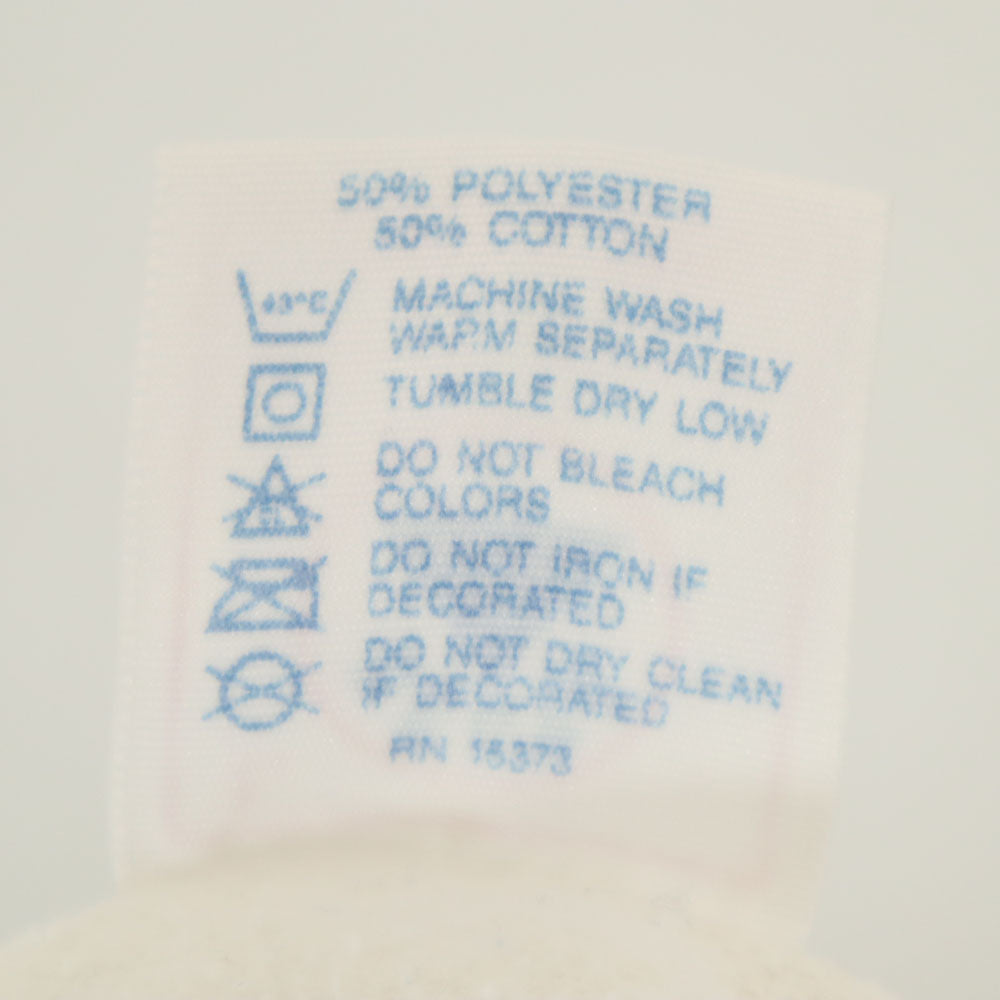 50% POLYESTER
50% COTTON
MACHINE WASH
WARM SEPARATELY
TUMBLE DRY LOW
DO NOT BLEACH
COLORS
DO NOT IRON IF
DECORATED
DO NOT DRY CLEAN
IF DECORATED
RN 15373